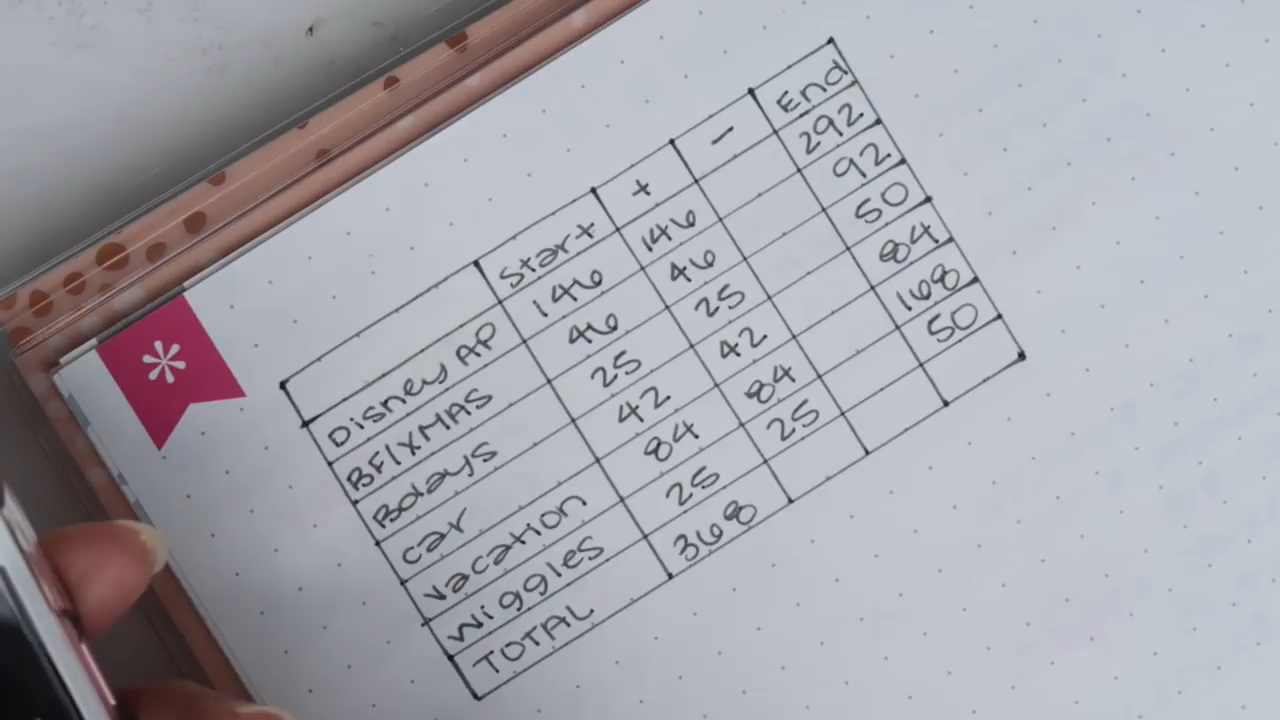 Start + - End
Disney AP 146 146 292
BF/XMAS 46 46 92
Bdays 25 25 50
car 42 42 84
vacation 84 84 168
wiggles 25 25 50
TOTAL 368